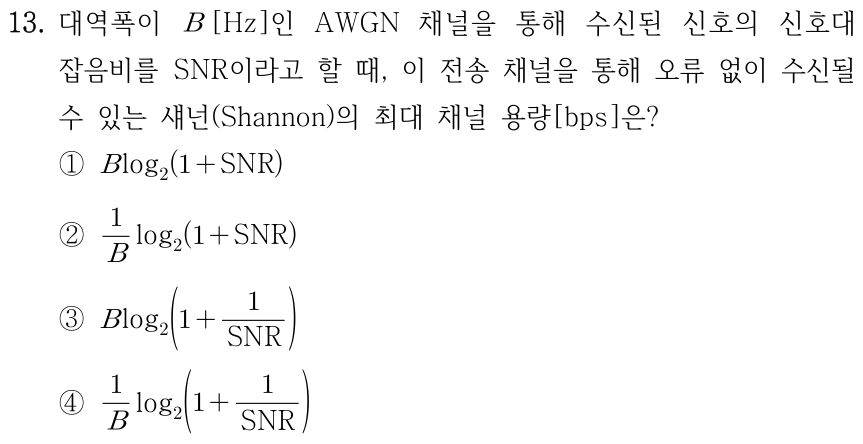 13. 대역폭이 B[Hz]인 AWGN 채널을 통해 수신된 신호의 신호대
잡음비를 SNR이라고 할 때, 이 전송 채널을 통해 오류 없이 수신될
수 있는 섀넌(Shannon)의 최대 채널 용량[bps]은?
① Blog₂(1+SNR)
② 1/B log₂(1+SNR)
③ Blog₂(1+1/SNR)
④ 1/B log₂(1+1/SNR)